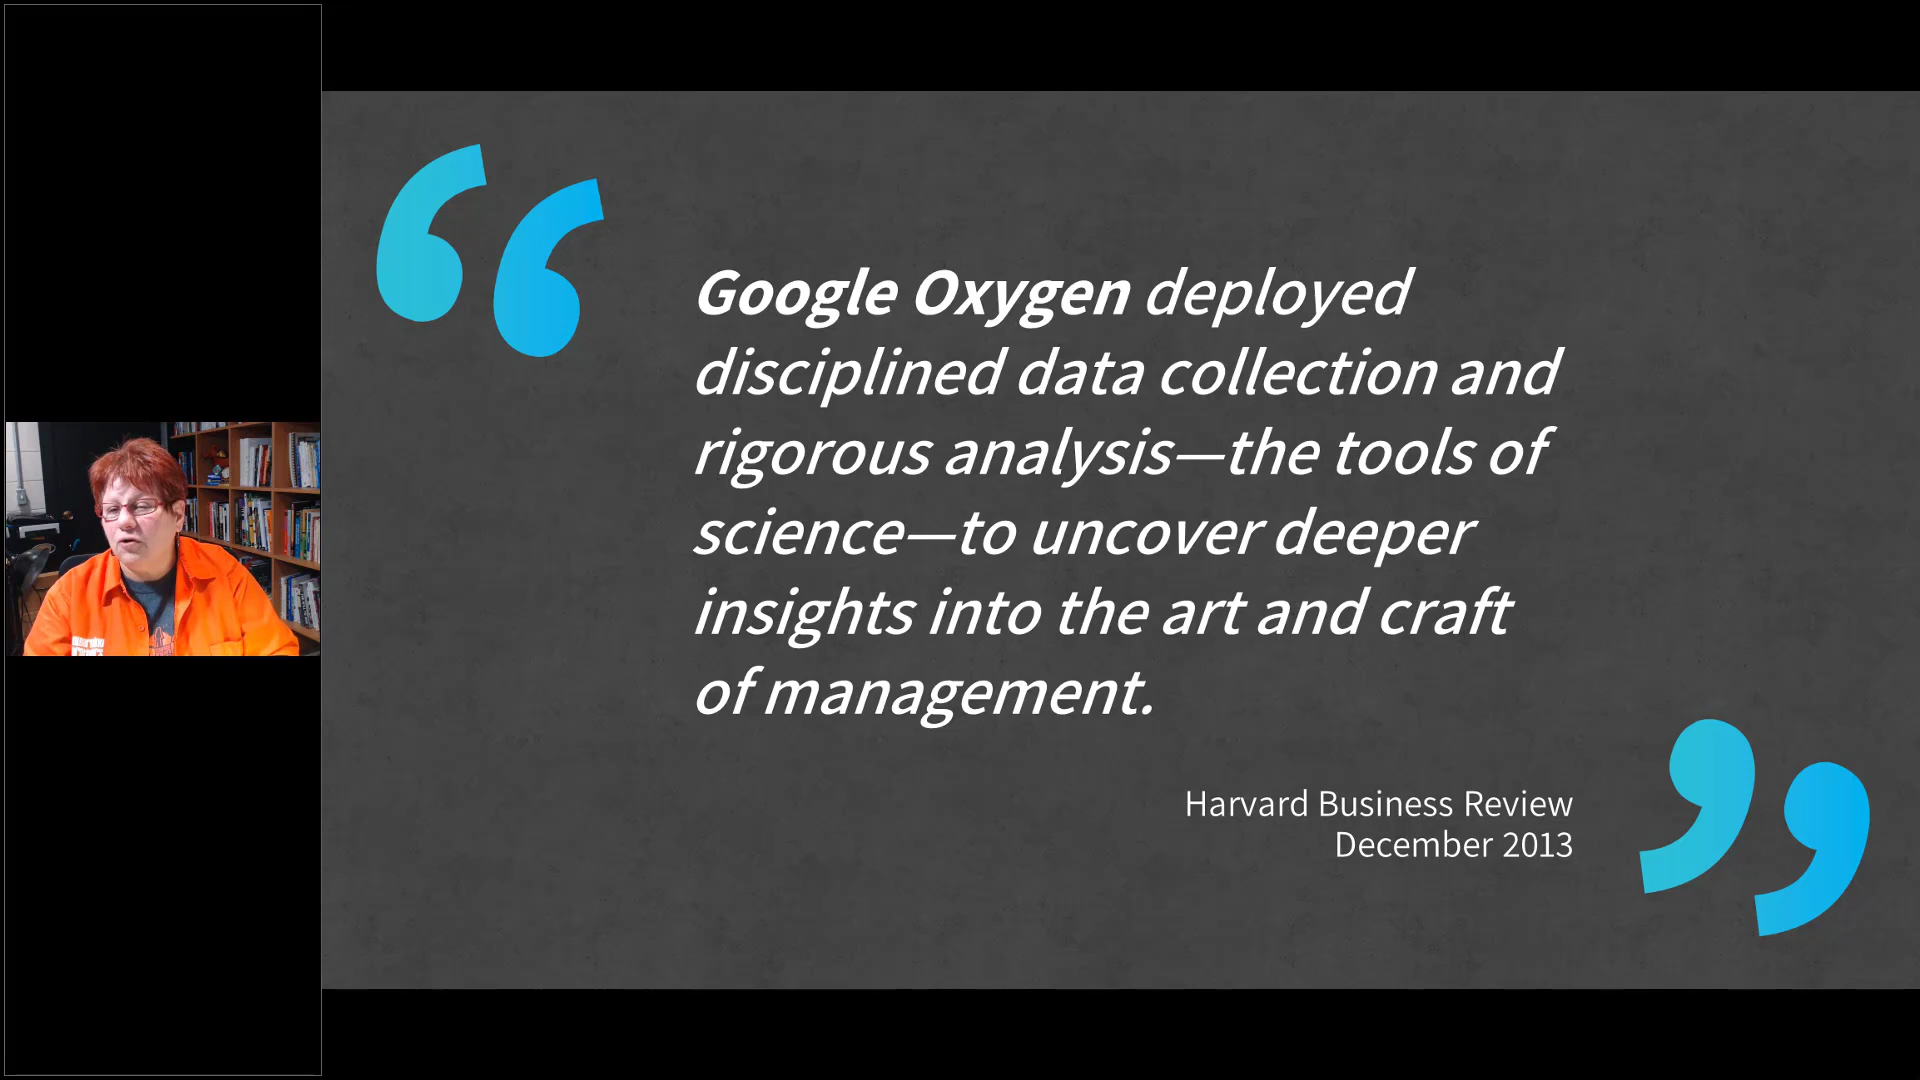 Google Oxygen deployed
disciplined data collection and
rigorous analysis—the tools of
science—to uncover deeper
insights into the art and craft
of management.
Harvard Business Review
December 2013